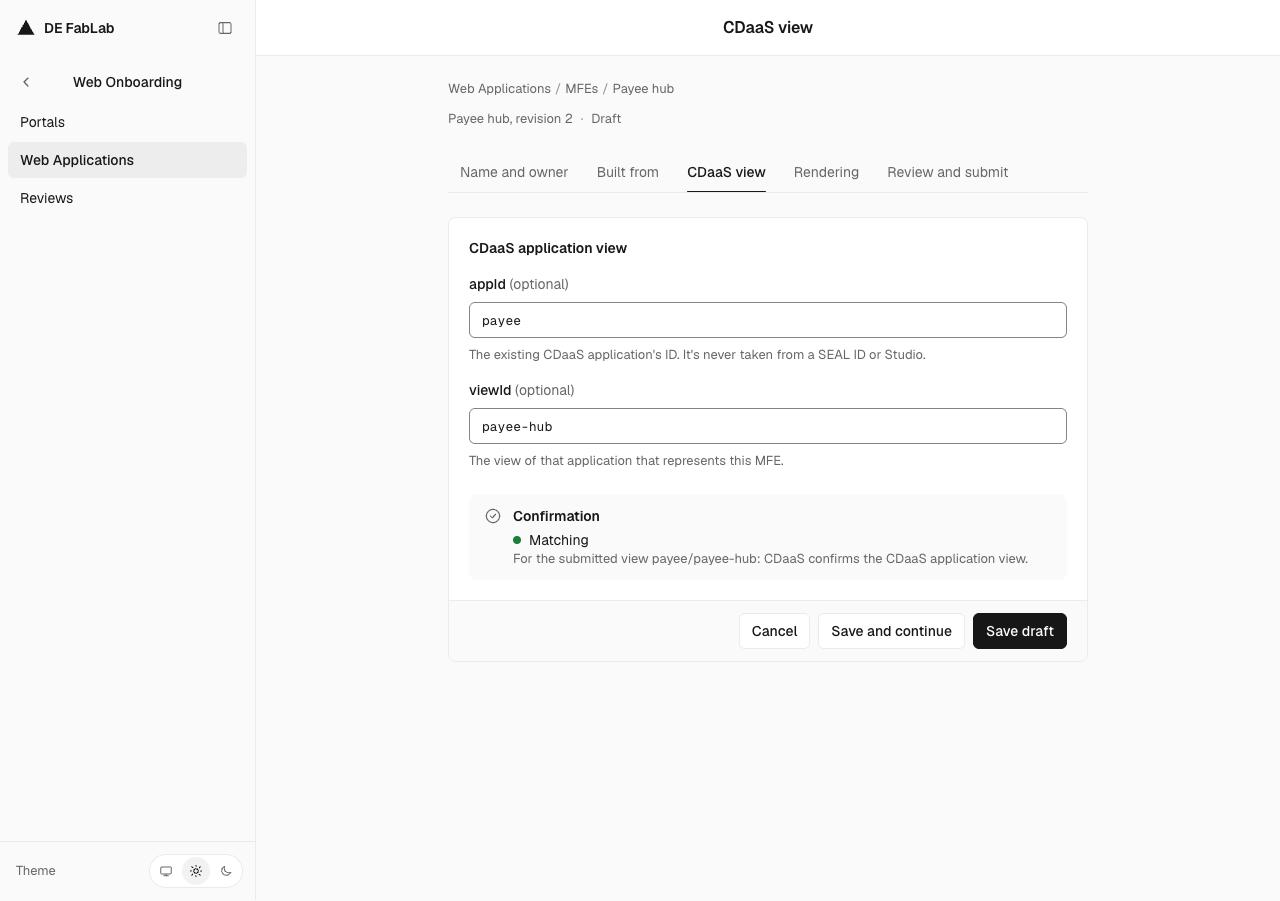 DE FabLab
CDaaS view
Web Onboarding
Portals
Web Applications
Reviews
Web Applications / MFEs / Payee hub
Payee hub, revision 2 · Draft
Name and owner Built from CDaaS view Rendering Review and submit
CDaaS application view
appId (optional)
payee
The existing CDaaS application's ID. It's never taken from a SEAL ID or Studio.
viewId (optional)
payee-hub
The view of that application that represents this MFE.
Confirmation
Matching
For the submitted view payee/payee-hub: CDaaS confirms the CDaaS application view.
Cancel Save and continue Save draft
Theme